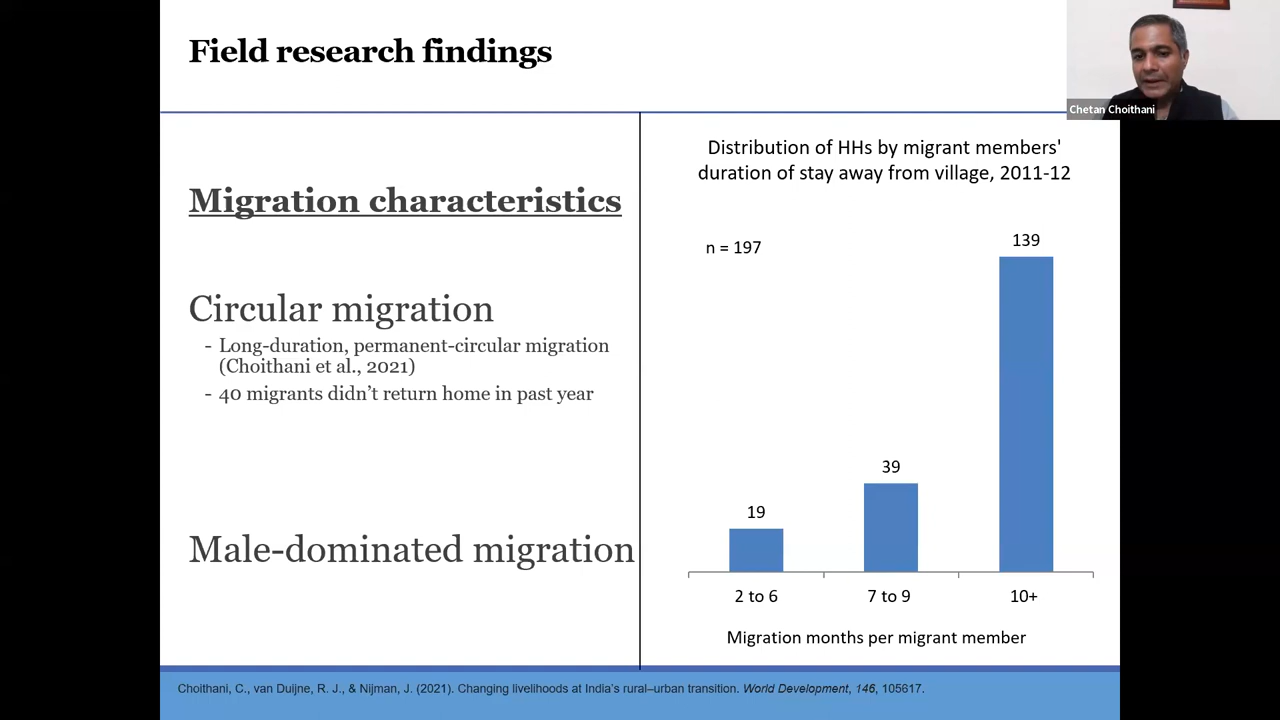 Field research findings
Chetan Choithani
Migration characteristics
Circular migration
- Long-duration, permanent-circular migration
(Choithani et al., 2021)
- 40 migrants didn’t return home in past year
Male-dominated migration
Distribution of HHs by migrant members'
duration of stay away from village, 2011-12
n = 197
139
39
19
2 to 6 7 to 9 10+
Migration months per migrant member
Choithani, C., van Duijne, R. J., & Nijman, J. (2021). Changing livelihoods at India’s rural–urban transition. World Development, 146, 105617.